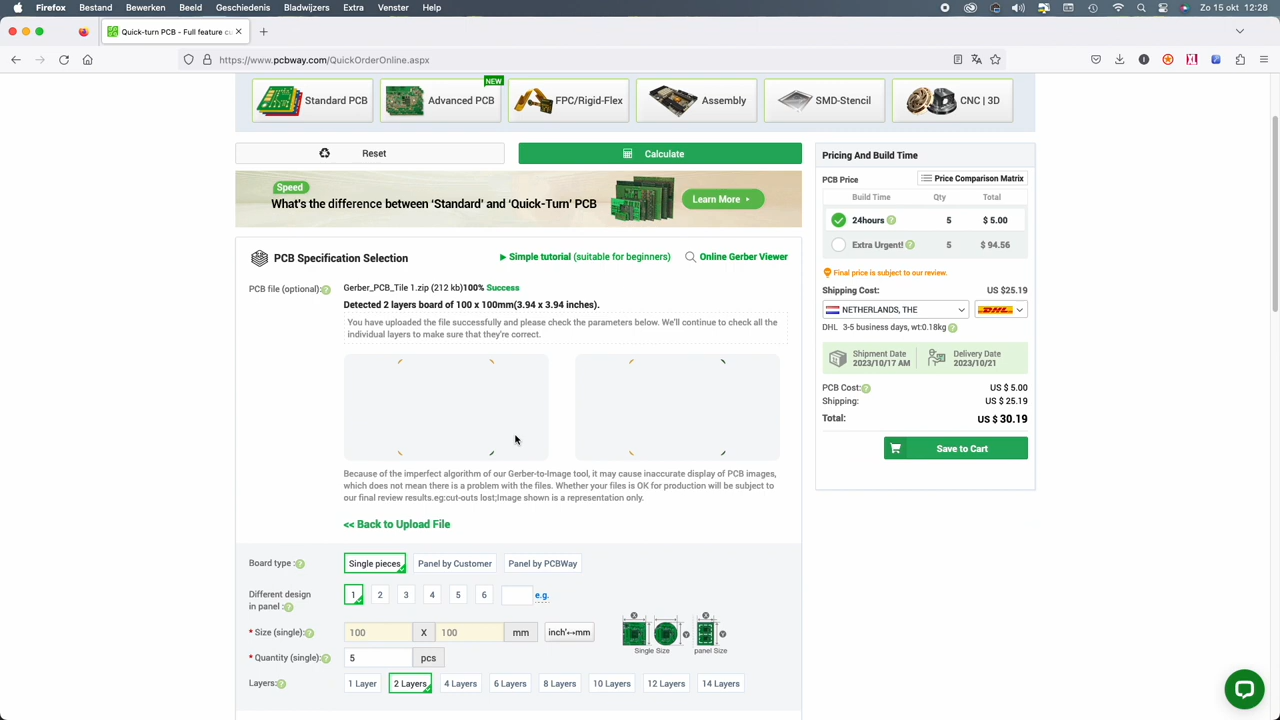 Firefox Bestand Bewerken Beeld Geschiedenis Bladwijzers Extra Venster Help Zo 15 okt 12:28
Quick-turn PCB - Full feature cu
https://www.pcbway.com/QuickOrderOnline.aspx
Standard PCB
NEW
Advanced PCB
FPC/Rigid-Flex
Assembly
SMD-Stencil
CNC | 3D
Reset
Calculate
Speed
What's the difference between 'Standard' and 'Quick-Turn' PCB
Learn More
PCB Specification Selection
Simple tutorial (suitable for beginners)
Online Gerber Viewer
PCB file (optional):
Gerber_PCB_Tile 1.zip (212 kb)100% Success
Detected 2 layers board of 100 x 100mm(3.94 x 3.94 inches).
You have uploaded the file successfully and please check the parameters below. We'll continue to check all the
individual layers to make sure that they're correct.
Because of the imperfect algorithm of our Gerber-to-Image tool, it may cause inaccurate display of PCB images,
which does not mean there is a problem with the files. Whether your files is OK for production will be subject to
our final review results.eg:cut-outs lost;Image shown is a representation only.
<< Back to Upload File
Board type :
Single pieces
Panel by Customer
Panel by PCBWay
Different design
in panel :
1 2 3 4 5 6 e.g.
* Size (single):
100 X 100 mm inch↔mm
X X
Y Y
Single Size panel Size
* Quantity (single):
5 pcs
Layers:
1 Layer 2 Layers 4 Layers 6 Layers 8 Layers 10 Layers 12 Layers 14 Layers
Pricing And Build Time
PCB Price
Price Comparison Matrix
Build Time Qty Total
24hours 5 $ 5.00
Extra Urgent! 5 $ 94.56
Final price is subject to our review.
Shipping Cost: US $25.19
NETHERLANDS, THE
DHL
DHL 3-5 business days, wt:0.18kg
Shipment Date
2023/10/17 AM
Delivery Date
2023/10/21
PCB Cost: US $ 5.00
Shipping: US $ 25.19
Total: US $ 30.19
Save to Cart